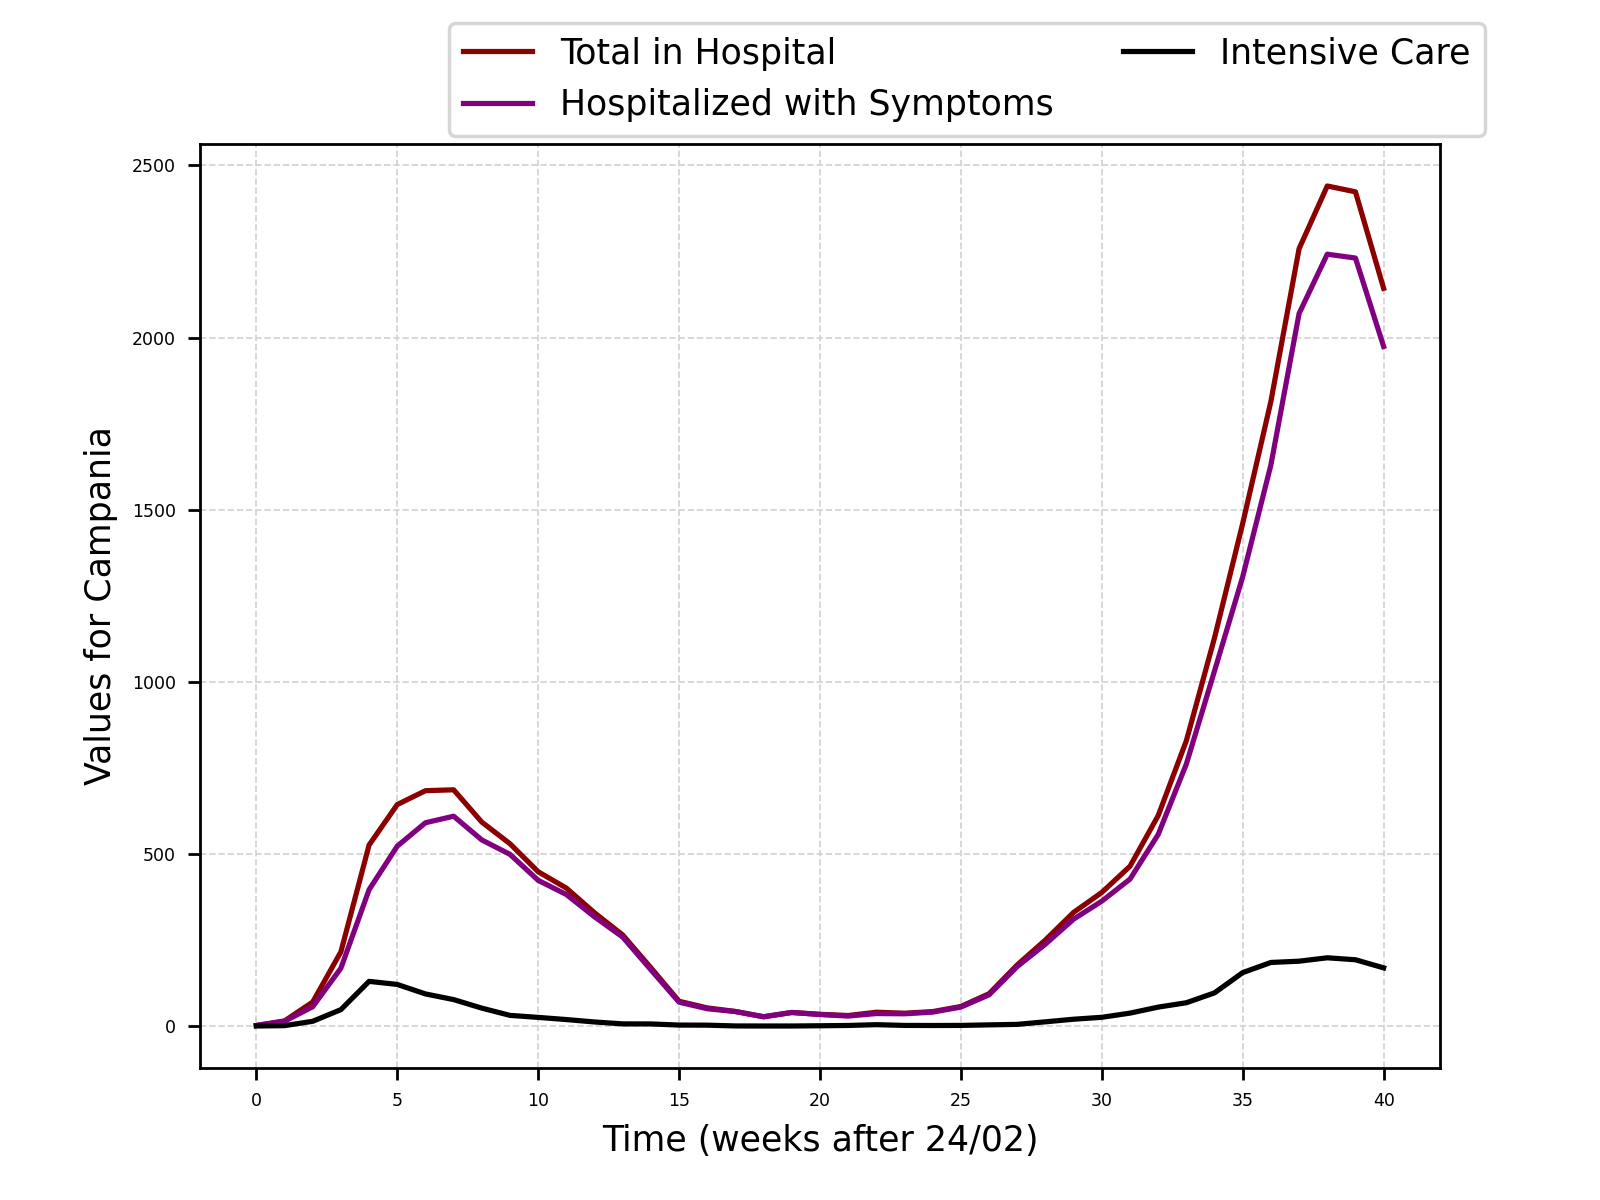 Total in Hospital
Hospitalized with Symptoms
Intensive Care
Values for Campania
2500
2000
1500
1000
500
0
0 5 10 15 20 25 30 35 40
Time (weeks after 24/02)